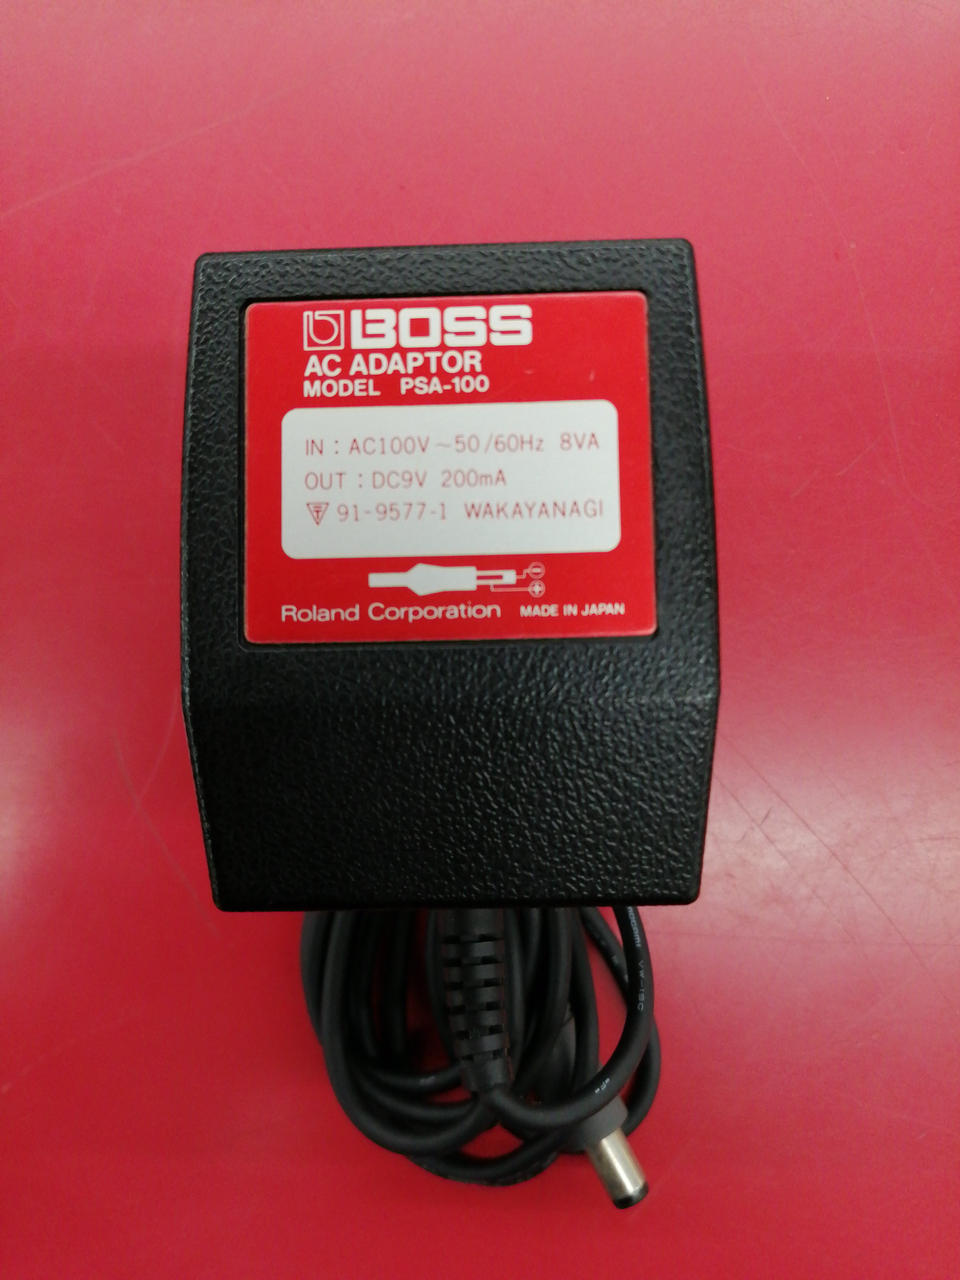 BOSS
AC ADAPTOR
MODEL PSA-100
IN : AC100V ~ 50/60Hz 8VA
OUT : DC9V 200mA
91-9577-1 WAKAYANAGI
Roland Corporation MADE IN JAPAN